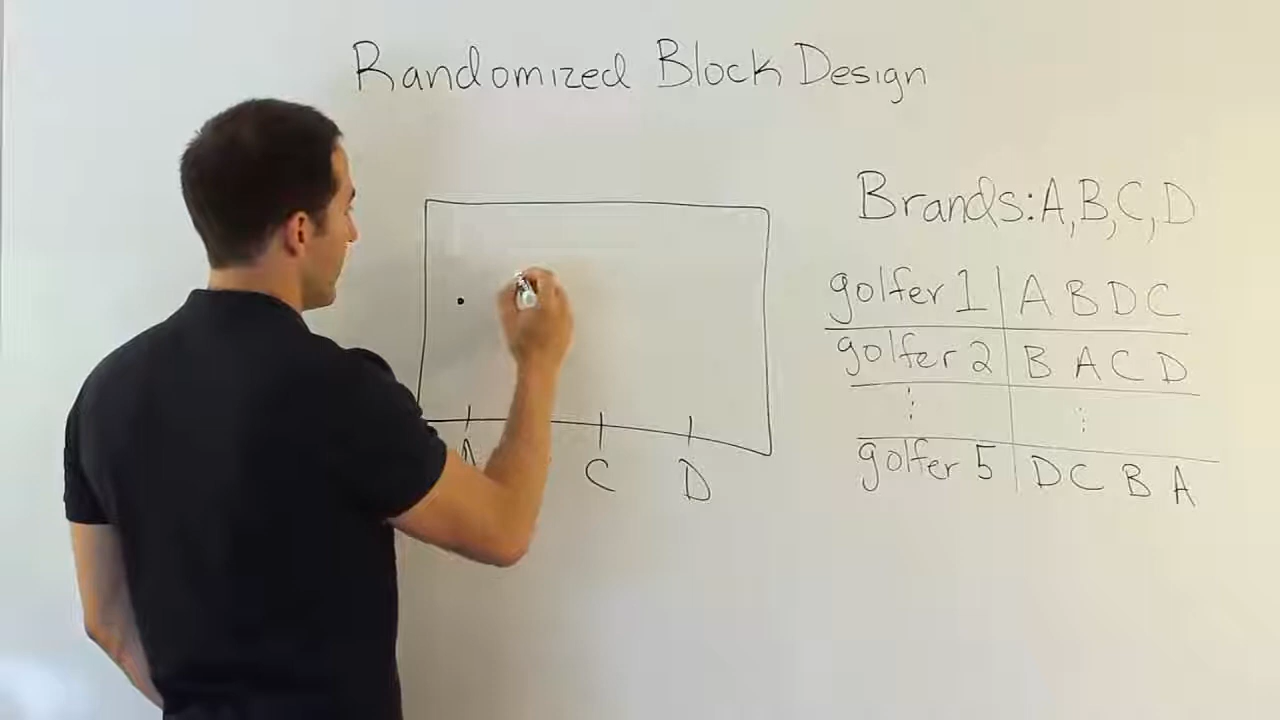 Randomized Block Design
Brands: A, B, C, D
golfer 1 A B D C
golfer 2 B A C D
⋮ ⋮
golfer 5 D C B A
A C D